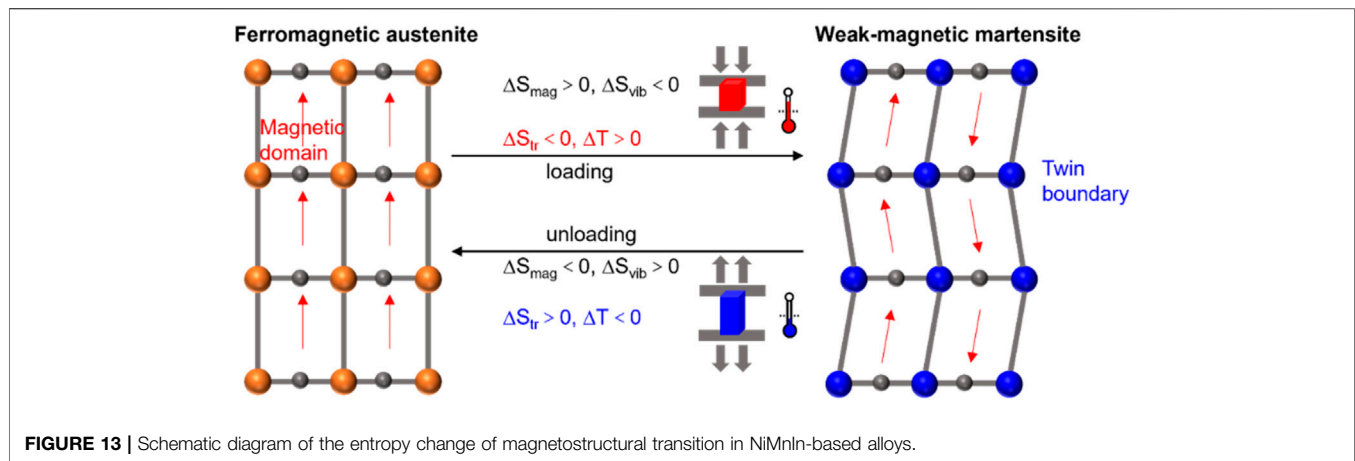 Ferromagnetic austenite
Weak-magnetic martensite
Magnetic
domain
ΔSmag > 0, ΔSvib < 0
ΔStr < 0, ΔT > 0
loading
unloading
ΔSmag < 0, ΔSvib > 0
ΔStr > 0, ΔT < 0
Twin
boundary
FIGURE 13 | Schematic diagram of the entropy change of magnetostructural transition in NiMnIn-based alloys.